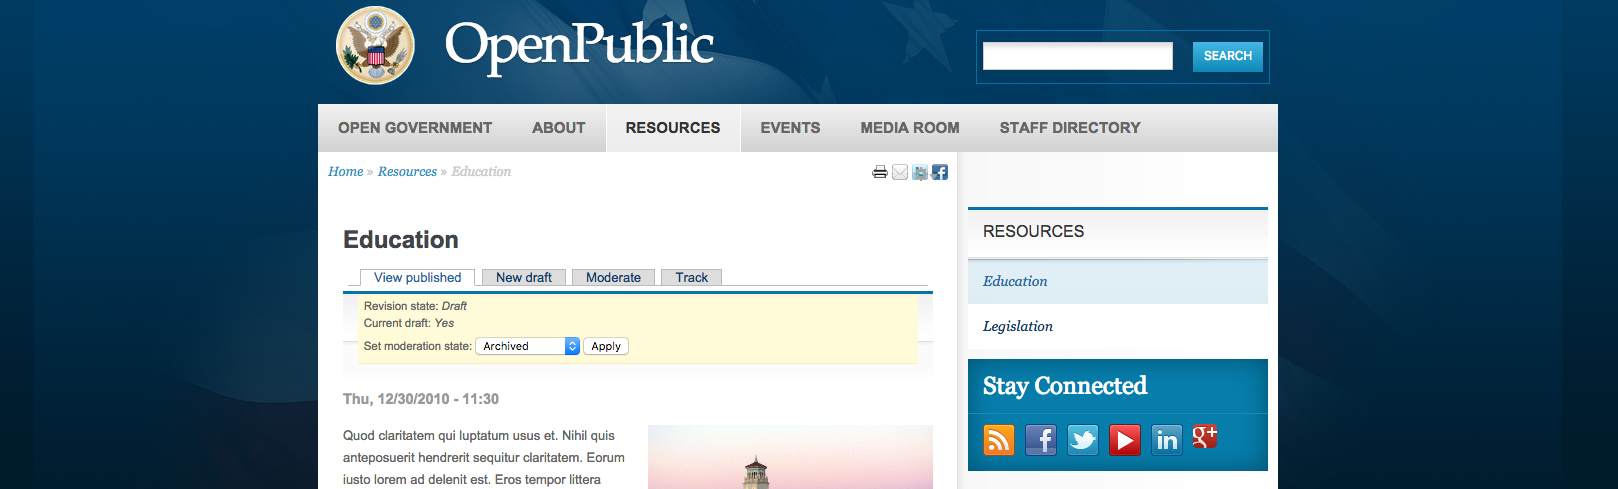 OpenPublic
SEARCH
OPEN GOVERNMENT ABOUT RESOURCES EVENTS MEDIA ROOM STAFF DIRECTORY
Home » Resources » Education
Education
View published New draft Moderate Track
Revision state: Draft
Current draft: Yes
Set moderation state: Archived Apply
Thu, 12/30/2010 - 11:30
Quod claritatem qui luptatum usus et. Nihil quis
anteposuerit hendrerit sequitur claritatem. Eorum
iusto lorem ad delenit est. Eros tempor littera
RESOURCES
Education
Legislation
Stay Connected
f
in
g+